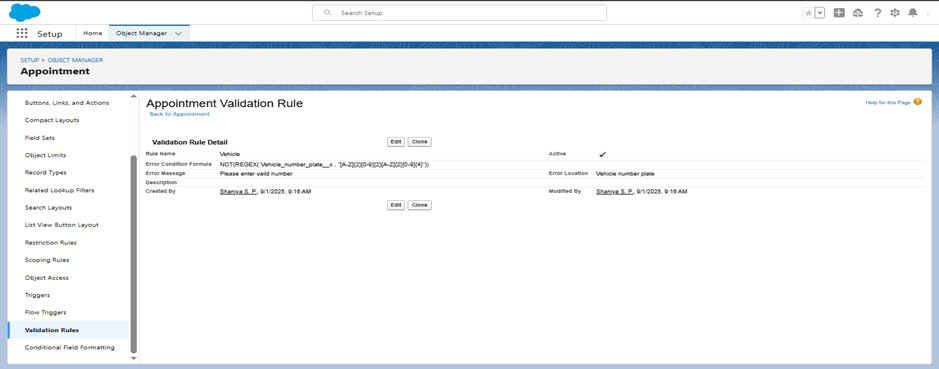 Search Setup
Setup Home Object Manager
SETUP > OBJECT MANAGER
Appointment
Buttons, Links, and Actions
Compact Layouts
Field Sets
Object Limits
Record Types
Related Lookup Filters
Search Layouts
List View Button Layout
Restriction Rules
Scoping Rules
Object Access
Triggers
Flow Triggers
Validation Rules
Conditional Field Formatting
Appointment Validation Rule
Help for this Page
Back to Appointment
Validation Rule Detail Edit Clone
Rule Name Vehicle Active
Error Condition Formula NOT(REGEX( Vehicle_number_plate__c , "[A-Z]{2}[0-9]{2}[A-Z]{2}[0-9]{4}"))
Error Message Please enter vaild number Error Location Vehicle number plate
Description
Created By Shaniya S. P, 9/1/2025, 9:16 AM Modified By Shaniya S. P, 9/1/2025, 9:16 AM
Edit Clone